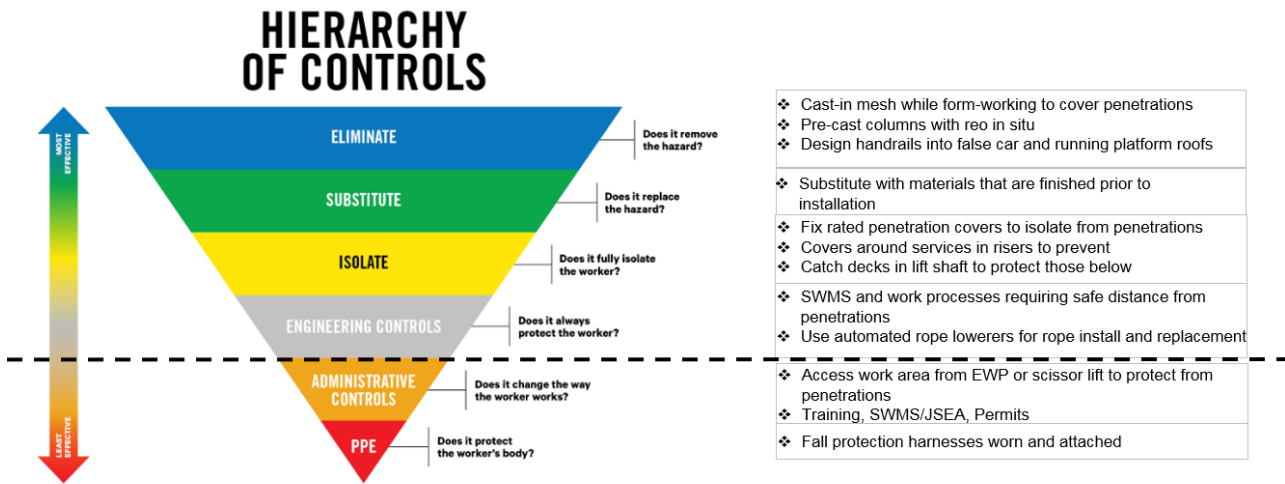 HIERARCHY
OF CONTROLS
MOST
EFFECTIVE
LEAST
EFFECTIVE
ELIMINATE
Does it remove
the hazard?
SUBSTITUTE
Does it replace
the hazard?
ISOLATE
Does it fully isolate
the worker?
ENGINEERING CONTROLS
Does it always
protect the worker?
ADMINISTRATIVE
CONTROLS
Does it change the way
the worker works?
PPE
Does it protect
the worker's body?
❖ Cast-in mesh while form-working to cover penetrations
❖ Pre-cast columns with reo in situ
❖ Design handrails into false car and running platform roofs
❖ Substitute with materials that are finished prior to
installation
❖ Fix rated penetration covers to isolate from penetrations
❖ Covers around services in risers to prevent
❖ Catch decks in lift shaft to protect those below
❖ SWMS and work processes requiring safe distance from
penetrations
❖ Use automated rope lowerers for rope install and replacement
❖ Access work area from EWP or scissor lift to protect from
penetrations
❖ Training, SWMS/JSEA, Permits
❖ Fall protection harnesses worn and attached